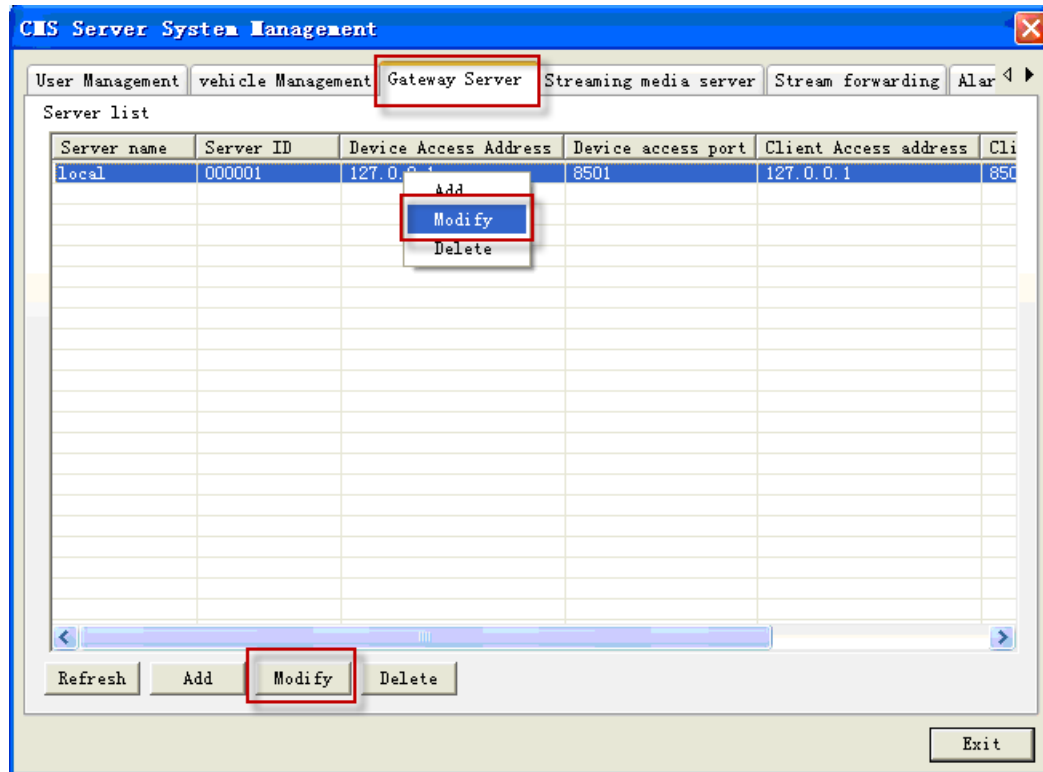 CMS Server System Management
User Management vehicle Management Gateway Server Streaming media server Stream forwarding Alar
Server list
Server name Server ID Device Access Address Device access port Client Access address Cli
local 000001 127.0.0.1 8501 127.0.0.1 850
Add
Modify
Delete
Refresh Add Modify Delete
Exit